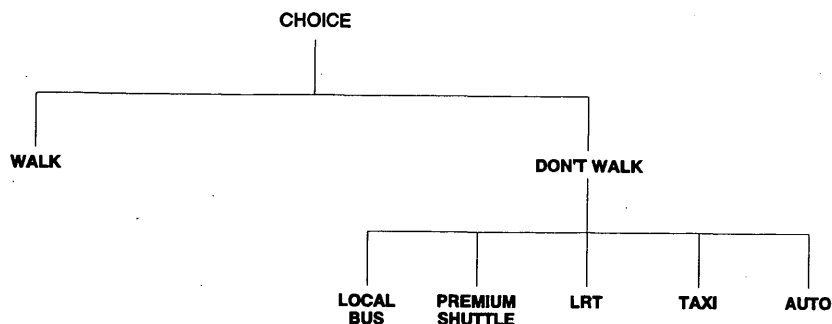 CHOICE
WALK
DON'T WALK
LOCAL
BUS
PREMIUM
SHUTTLE
LRT
TAXI
AUTO